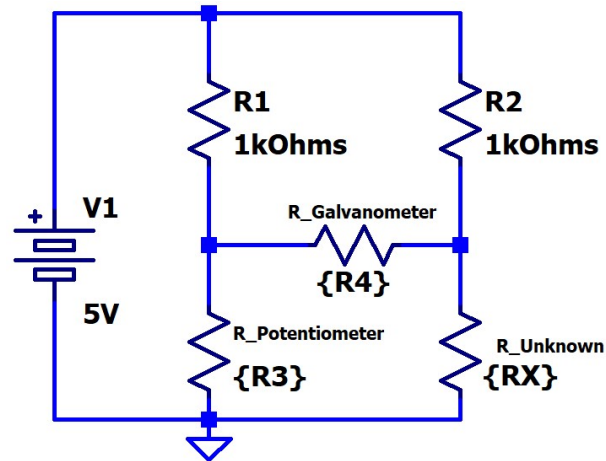 R1
1kOhms
R2
1kOhms
+
V1
5V
R_Galvanometer
{R4}
R_Potentiometer
{R3}
R_Unknown
{RX}